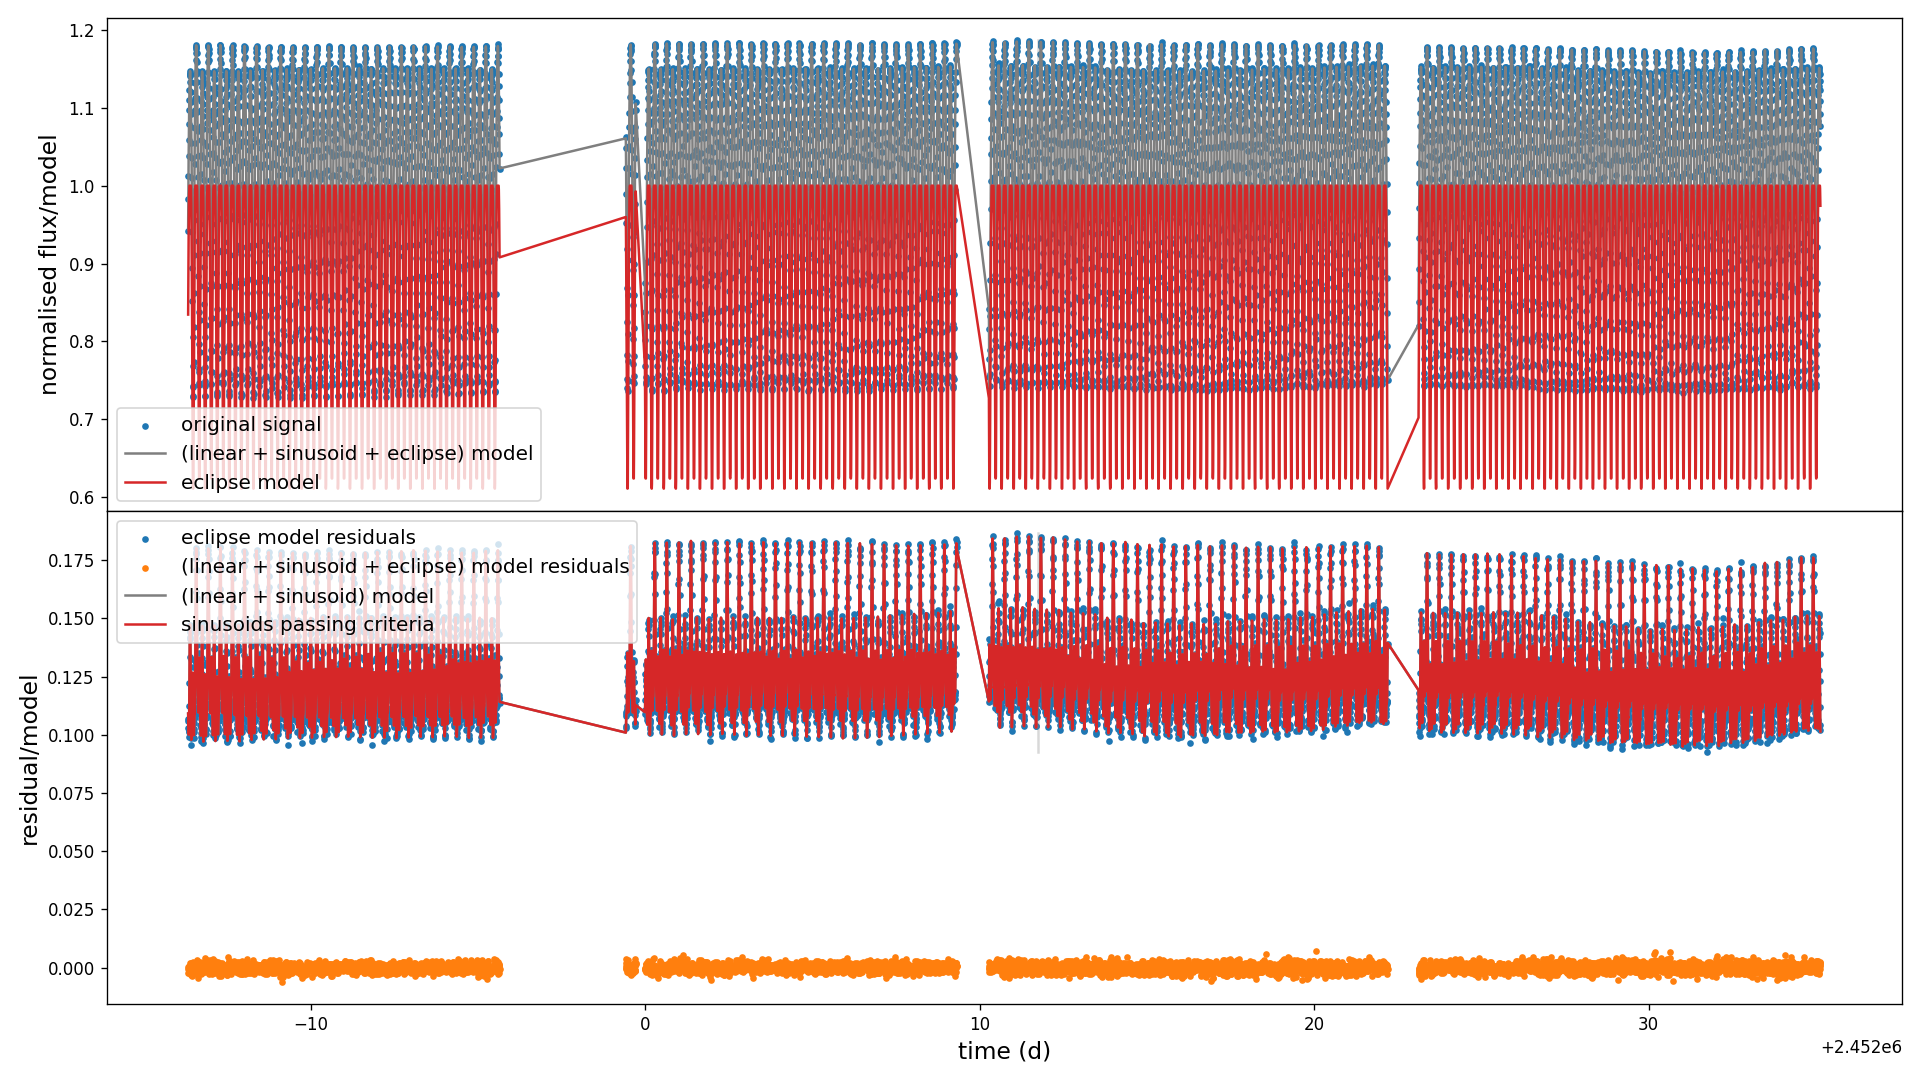 1.2
1.1
1.0
0.9
0.8
0.7
0.6
normalised flux/model
original signal
(linear + sinusoid + eclipse) model
eclipse model
0.175
0.150
0.125
0.100
0.075
0.050
0.025
0.000
residual/model
eclipse model residuals
(linear + sinusoid + eclipse) model residuals
(linear + sinusoid) model
sinusoids passing criteria
−10 0 10 20 30
time (d)
+2.452e6